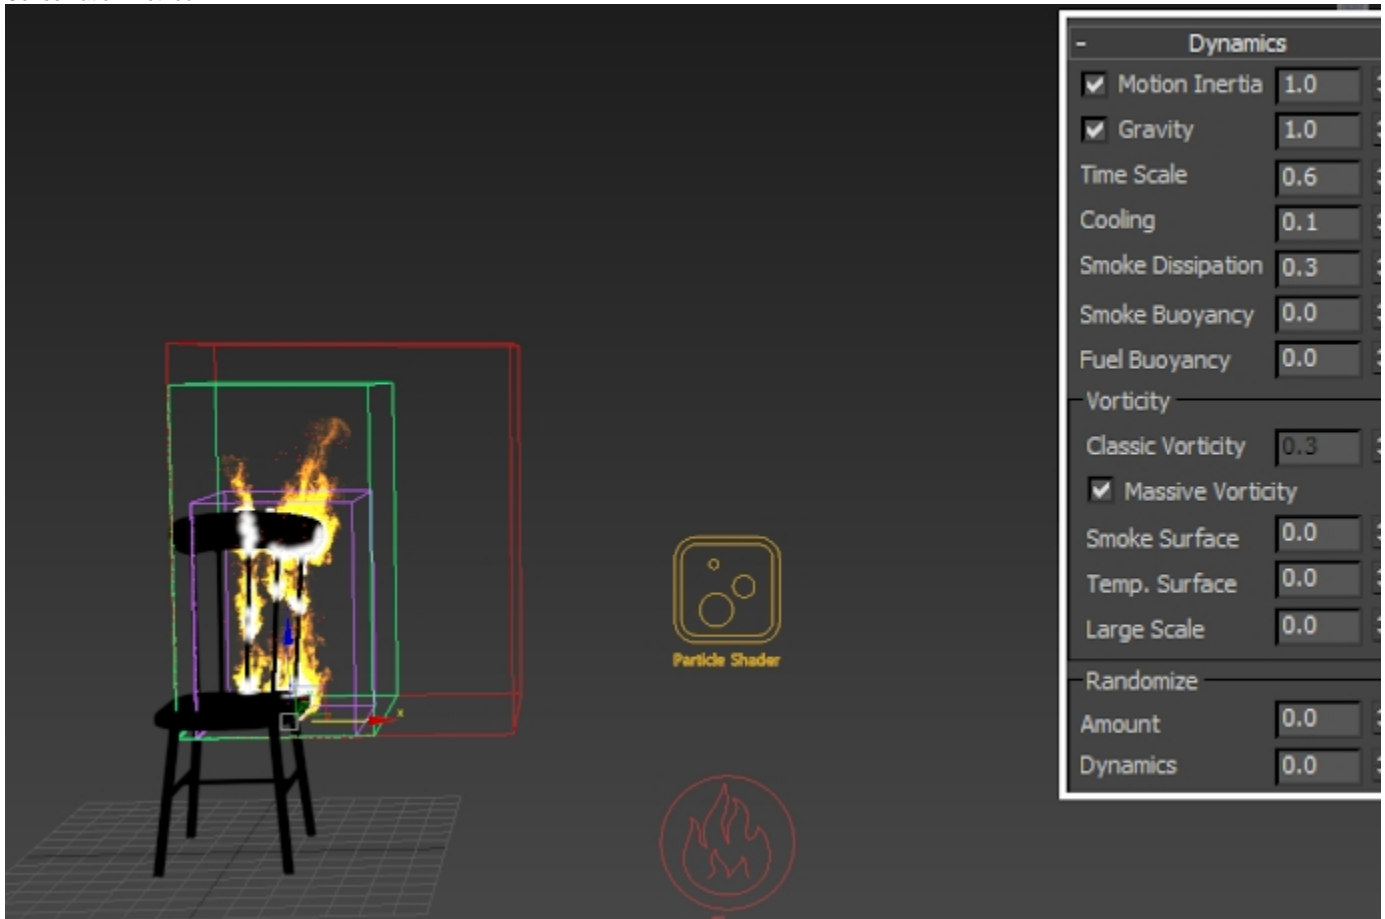 - Dynamics
Motion Inertia 1.0
Gravity 1.0
Time Scale 0.6
Cooling 0.1
Smoke Dissipation 0.3
Smoke Buoyancy 0.0
Fuel Buoyancy 0.0
Vorticity
Classic Vorticity 0.3
Massive Vorticity
Smoke Surface 0.0
Temp. Surface 0.0
Large Scale 0.0
Randomize
Amount 0.0
Dynamics 0.0
Particle Shader
x